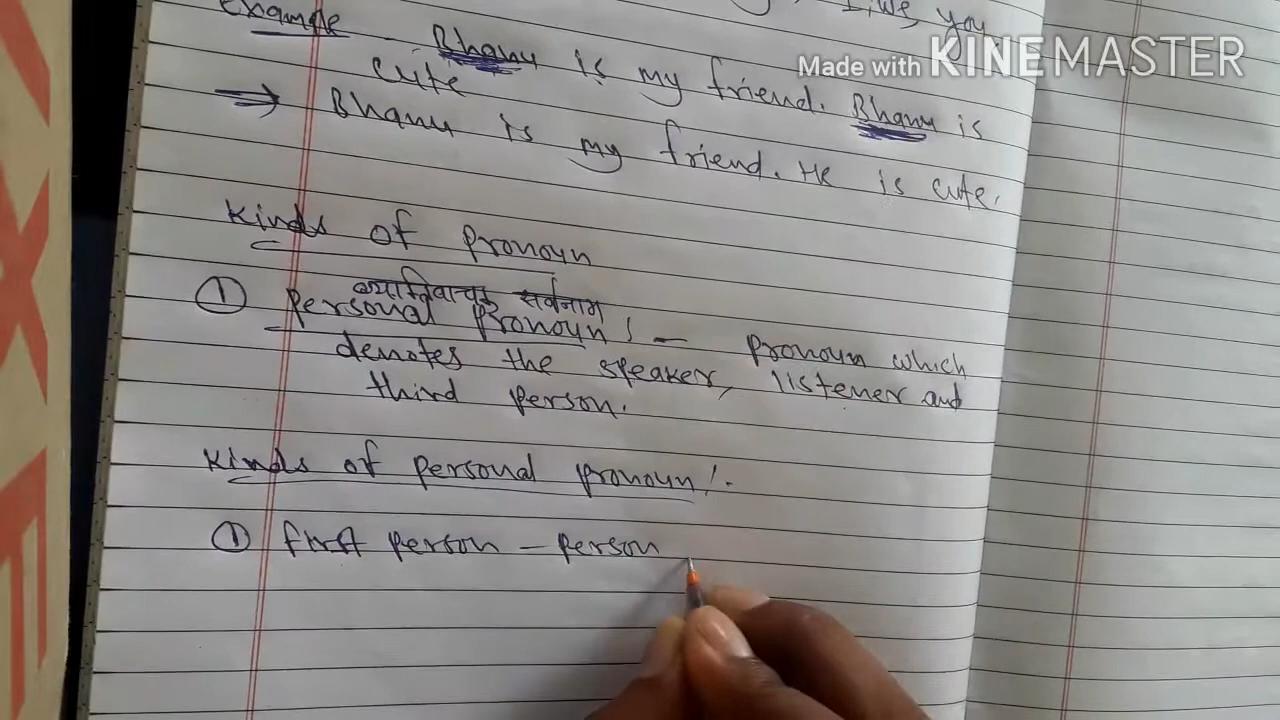 I, we, you
Made with KINEMASTER
Example - Bhanu is my friend. Bhanu is
cute
⇒ Bhanu is my friend. He is cute.
Kinds of pronoun
व्यक्तिवाचक सर्वनाम
① personal pronoun :- pronoun which
denotes the speaker, listener and
third person.
Kinds of personal pronoun :-
① first person - person